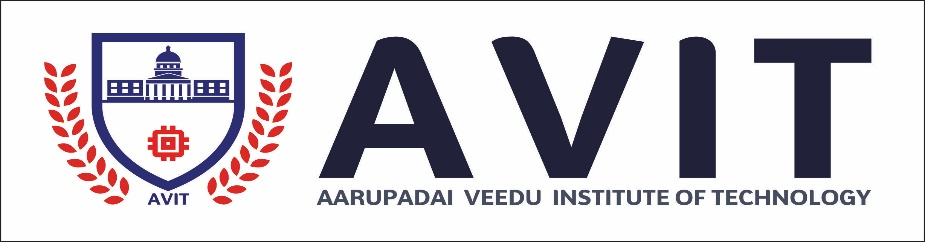 AVIT
AVIT
AARUPADAI VEEDU INSTITUTE OF TECHNOLOGY